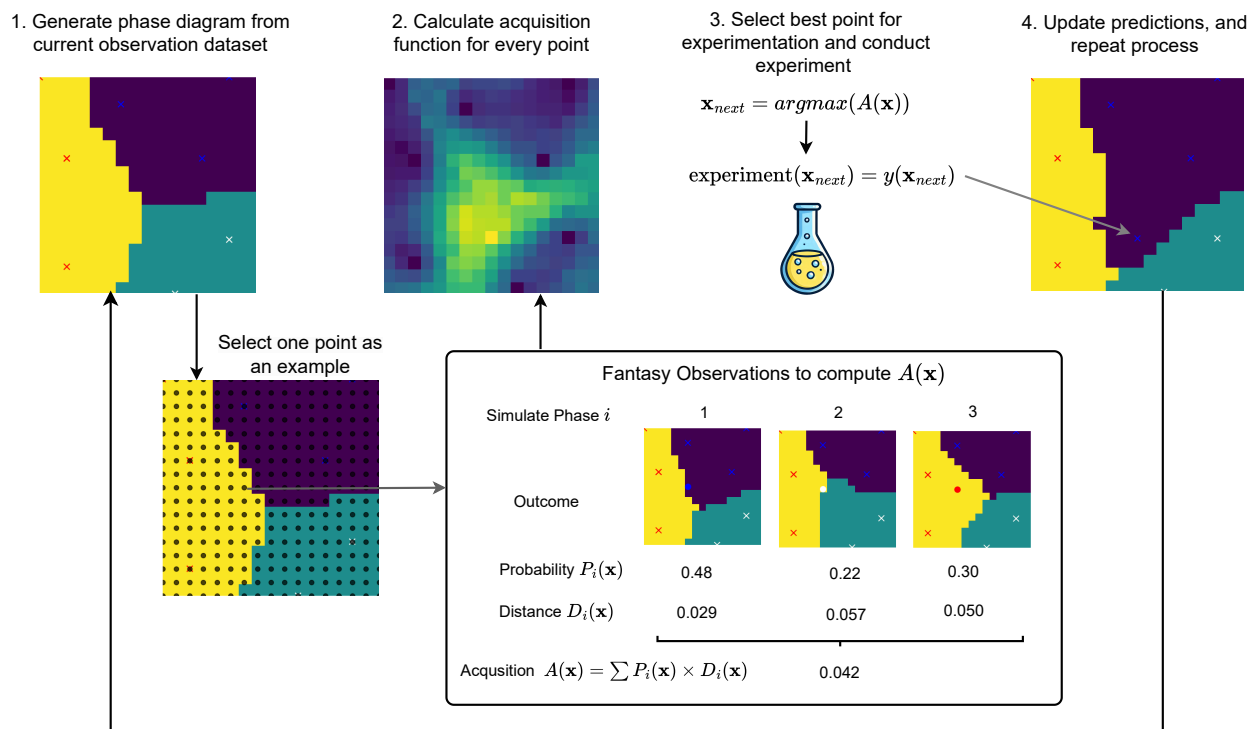 1. Generate phase diagram from
current observation dataset
2. Calculate acquisition
function for every point
3. Select best point for
experimentation and conduct
experiment
x_next = argmax(A(x))
experiment(x_next) = y(x_next)
4. Update predictions, and
repeat process
Select one point as
an example
Fantasy Observations to compute A(x)
Simulate Phase i
1 2 3
Outcome
Probability P_i(x) 0.48 0.22 0.30
Distance D_i(x) 0.029 0.057 0.050
Acqusition A(x) = ∑ P_i(x) × D_i(x) 0.042